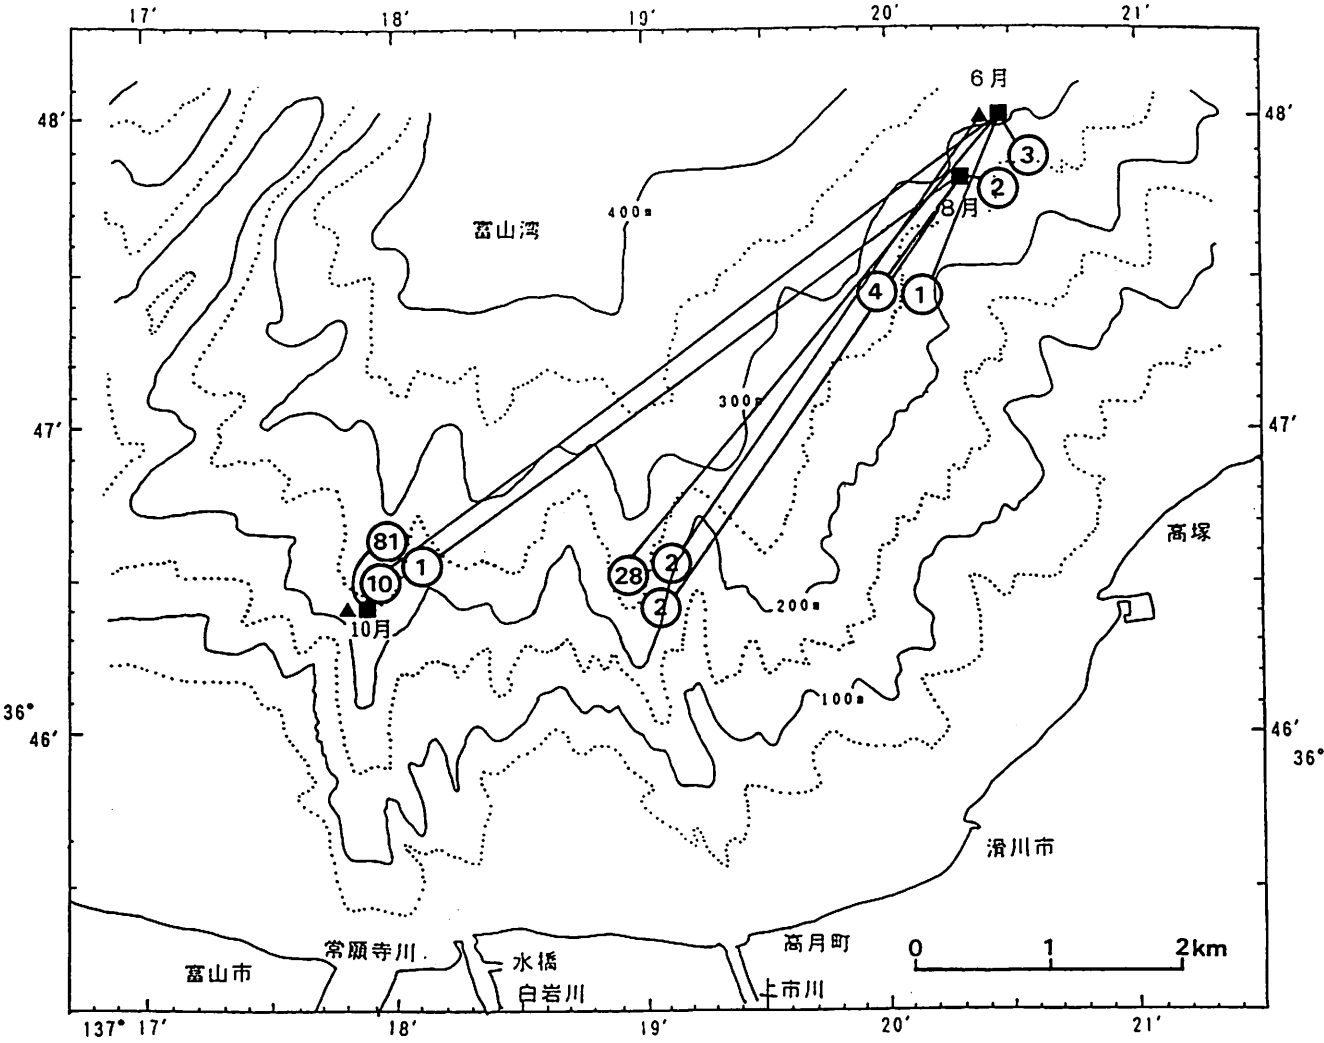 17′ 18′ 19′ 20′ 21′
6月
48′ 48′
3
2
400m
8月
富山湾
4 1
300m
47′ 47′
高塚
81
1
2
28
10
2
200m
10月
100m
36°
46′ 46′
36°
滑川市
常願寺川
高月町
0 1 2km
水橋
富山市
白岩川
上市川
137° 17′ 18′ 19′ 20′ 21′